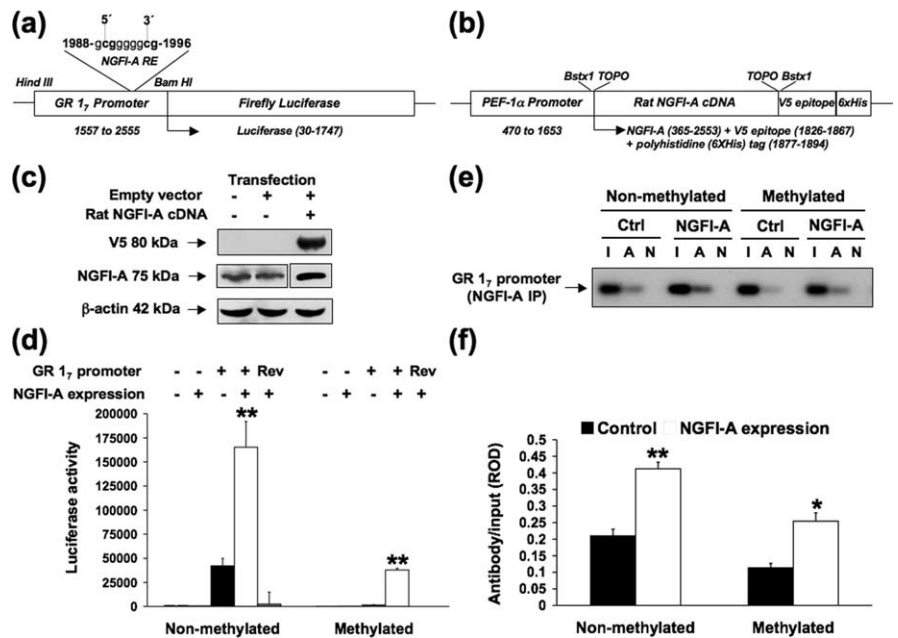 (a)
5´ 3´
1988-gcgggggcg-1996
NGFI-A RE
Hind III Bam HI
GR 1₇ Promoter Firefly Luciferase
1557 to 2555 Luciferase (30-1747)
(b)
Bstx1 TOPO TOPO Bstx1
PEF-1α Promoter Rat NGFI-A cDNA V5 epitope 6xHis
470 to 1653 NGFI-A (365-2553) + V5 epitope (1826-1867)
+ polyhistidine (6XHis) tag (1877-1894)
(c)
Transfection
Empty vector - + +
Rat NGFI-A cDNA - - +
V5 80 kDa
NGFI-A 75 kDa
β-actin 42 kDa
(e)
Non-methylated Methylated
Ctrl NGFI-A Ctrl NGFI-A
I A N I A N I A N I A N
GR 1₇ promoter
(NGFI-A IP)
(d)
GR 1₇ promoter - - + + Rev - - + + Rev
NGFI-A expression - + - + + - + - + +
Luciferase activity
200000
175000
150000
125000
100000
75000
50000
25000
0
**
**
Non-methylated Methylated
(f)
Control NGFI-A expression
Antibody/input (ROD)
0.5
0.45
0.4
0.35
0.3
0.25
0.2
0.15
0.1
0.05
0
**
*
Non-methylated Methylated